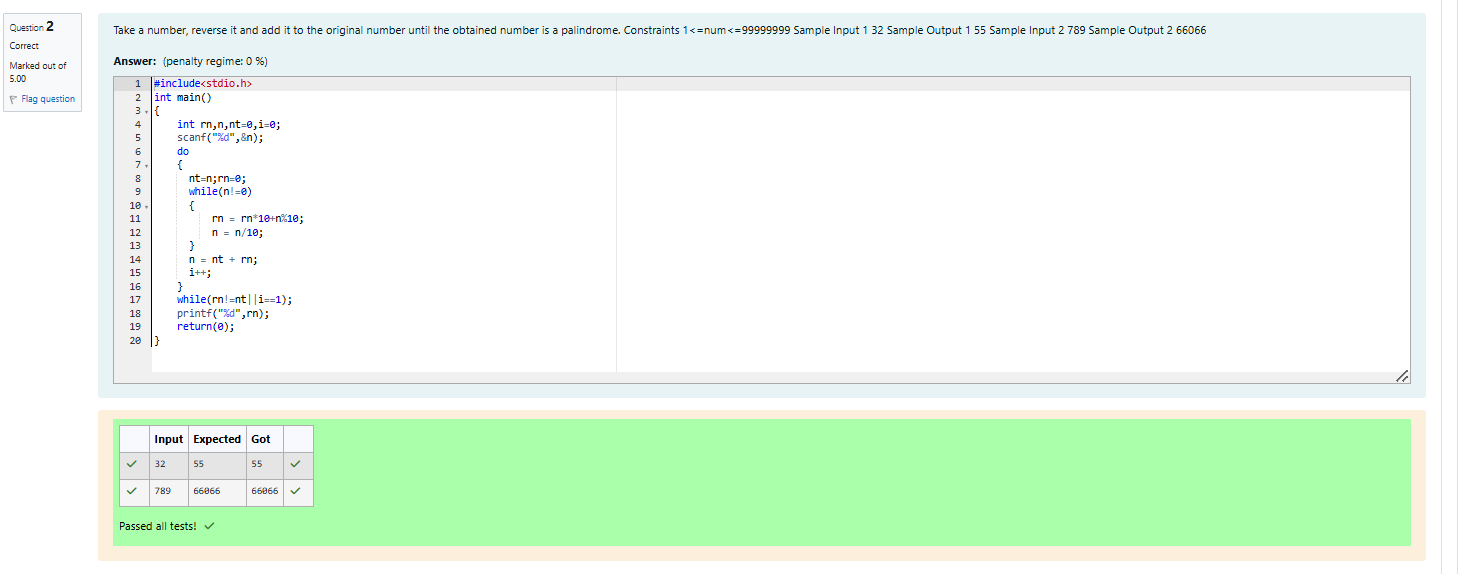 Question 2
Correct
Marked out of
5.00
Flag question
Take a number, reverse it and add it to the original number until the obtained number is a palindrome. Constraints 1<=num<=99999999 Sample Input 1 32 Sample Output 1 55 Sample Input 2 789 Sample Output 2 66066
Answer: (penalty regime: 0 %)
1 #include<stdio.h>
2 int main()
3 {
4 int rn,n,nt=0,i=0;
5 scanf("%d",&n);
6 do
7 {
8 nt=n;rn=0;
9 while(n!=0)
10 {
11 rn = rn*10+n%10;
12 n = n/10;
13 }
14 n = nt + rn;
15 i++;
16 }
17 while(rn!=nt||i==1);
18 printf("%d",rn);
19 return(0);
20 }
Input Expected Got
32 55 55
789 66066 66066
Passed all tests!